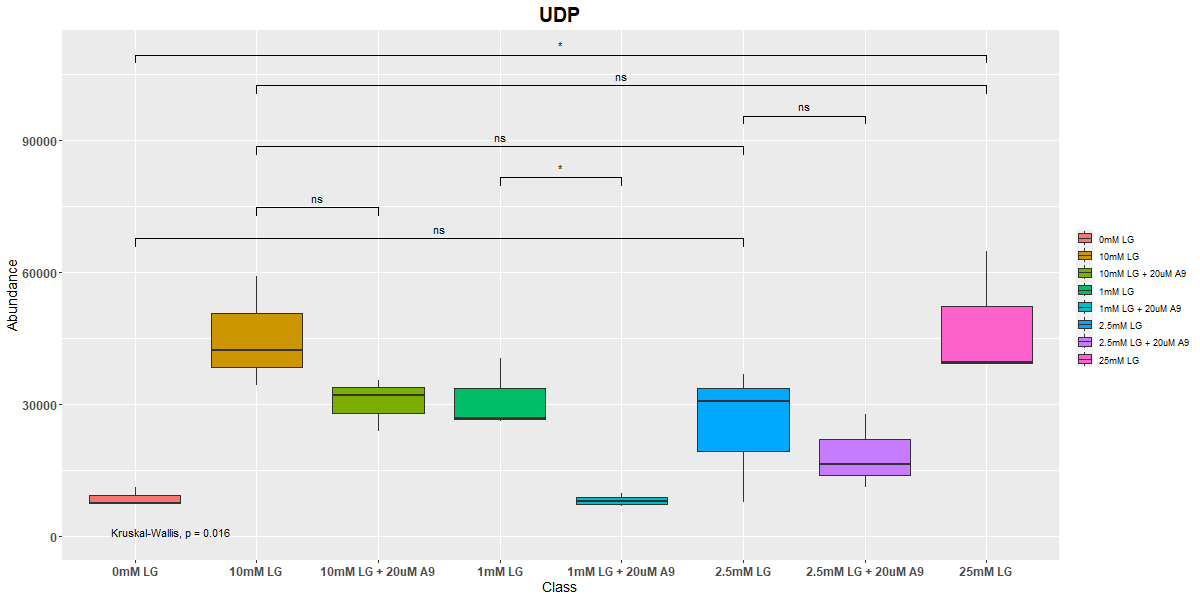 UDP
*
ns
ns
ns
*
ns
ns
90000
60000
30000
0
Abundance
Kruskal-Wallis, p = 0.016
0mM LG
10mM LG
10mM LG + 20uM A9
1mM LG
1mM LG + 20uM A9
2.5mM LG
2.5mM LG + 20uM A9
25mM LG
Class
0mM LG
10mM LG
10mM LG + 20uM A9
1mM LG
1mM LG + 20uM A9
2.5mM LG
2.5mM LG + 20uM A9
25mM LG